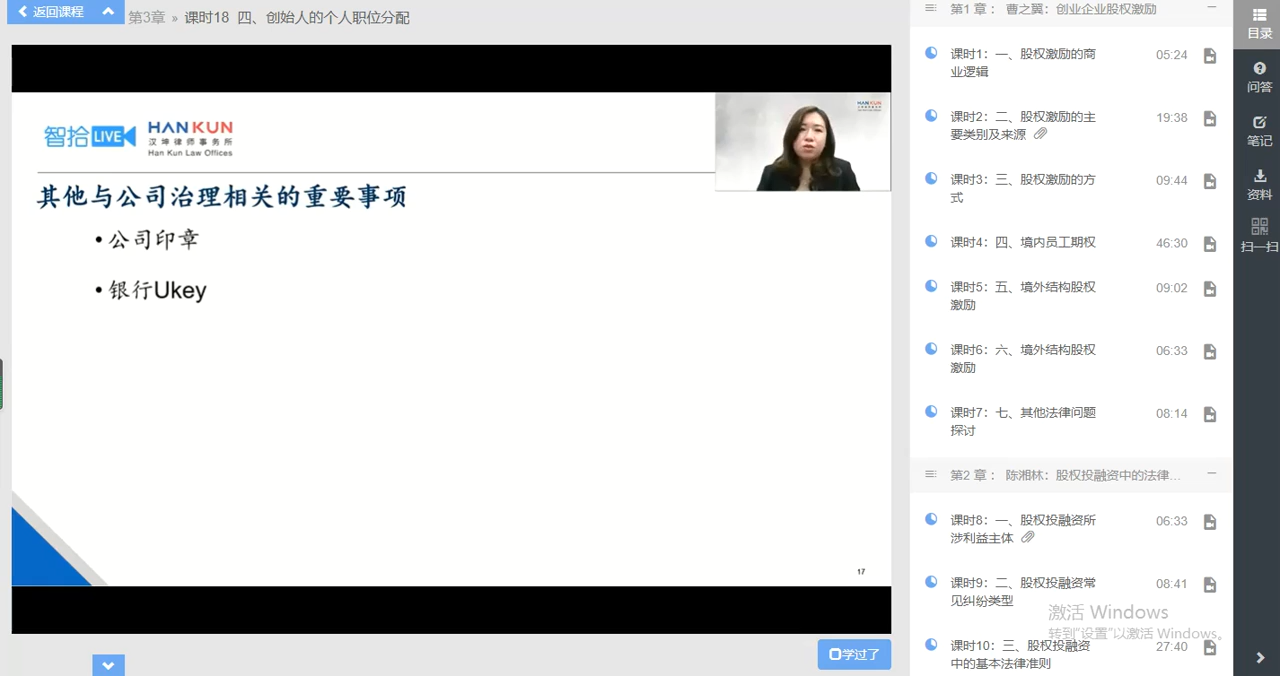 返回课程
第3章 » 课时18 四、创始人的个人职位分配
智拾LIVE
HANKUN
汉坤律师事务所
Han Kun Law Offices
HANKUN
其他与公司治理相关的重要事项
• 公司印章
• 银行Ukey
17
学过了
第1章： 曹之翼：创业企业股权激励
课时1：一、股权激励的商
业逻辑
05:24
课时2：二、股权激励的主
要类别及来源
19:38
课时3：三、股权激励的方
式
09:44
课时4：四、境内员工期权
46:30
课时5：五、境外结构股权
激励
09:02
课时6：六、境外结构股权
激励
06:33
课时7：七、其他法律问题
探讨
08:14
第2章： 陈湘林：股权投融资中的法律...
课时8：一、股权投融资所
涉利益主体
06:33
课时9：二、股权投融资常
见纠纷类型
08:41
课时10：三、股权投融资
中的基本法律准则
27:40
激活 Windows
转到“设置”以激活 Windows。
目录
问答
笔记
资料
扫一扫